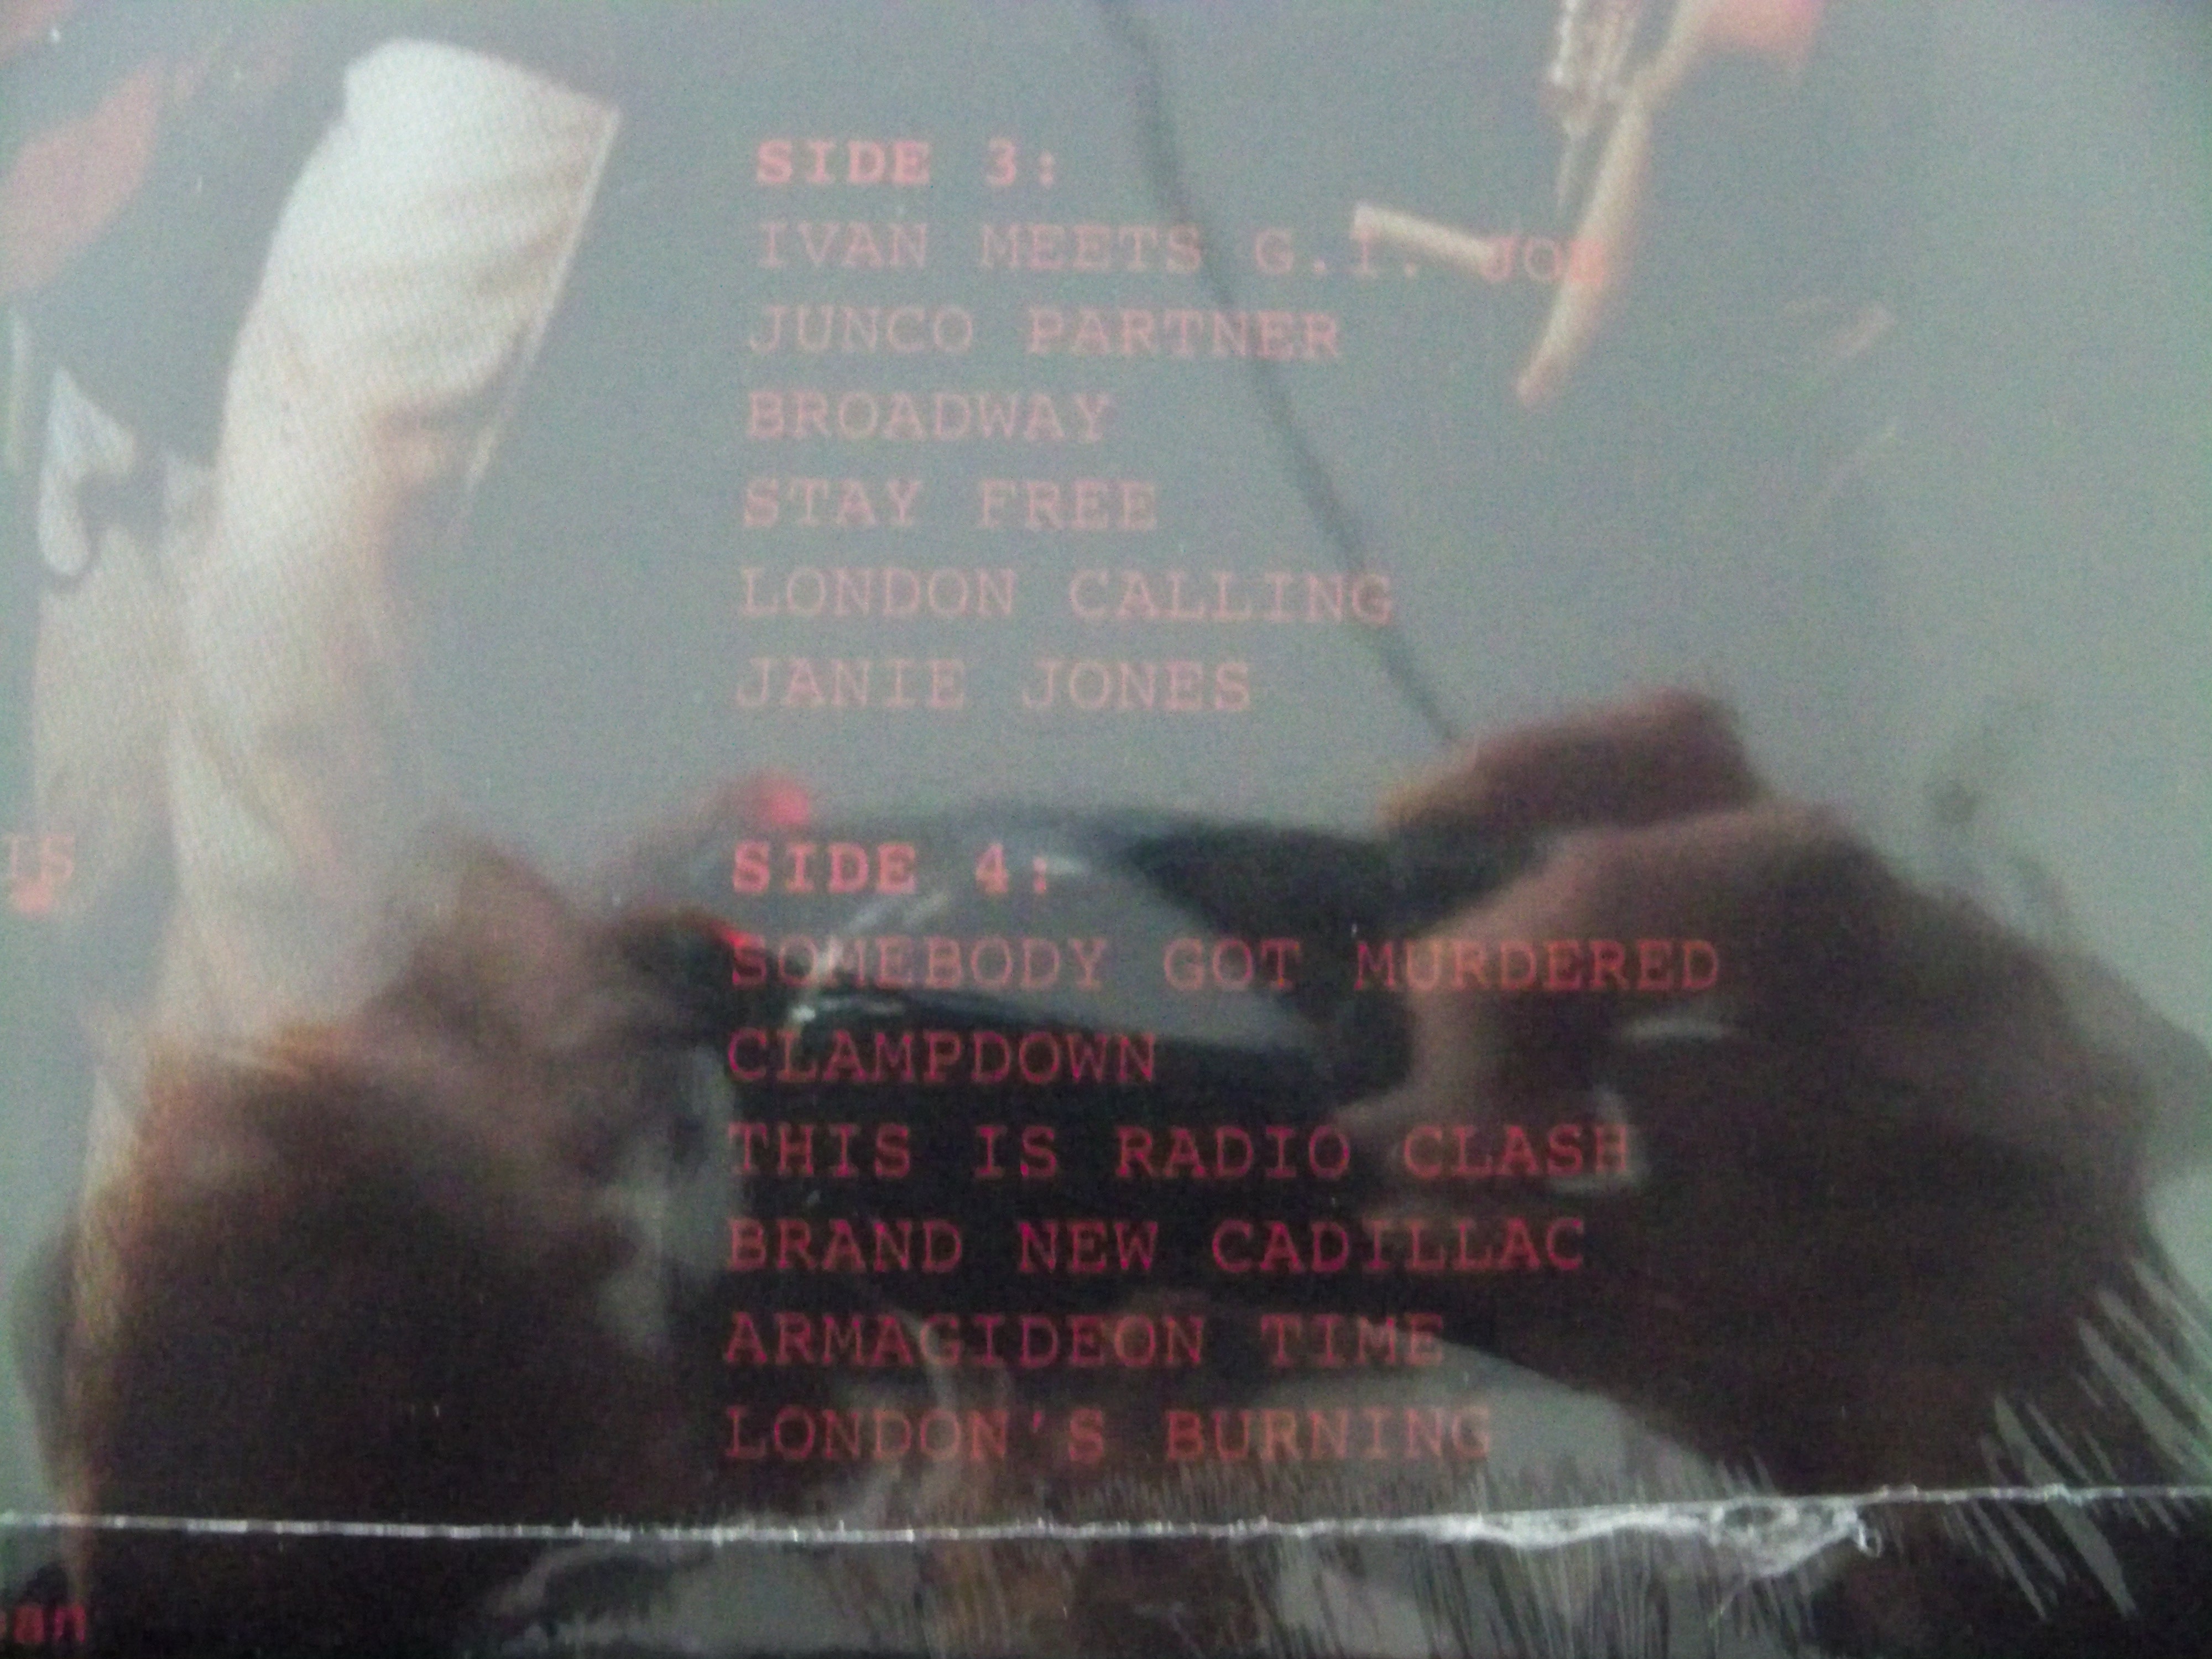 SIDE 3:
IVAN MEETS G.I. JOE
JUNCO PARTNER
BROADWAY
STAY FREE
LONDON CALLING
JANIE JONES
SIDE 4:
SOMEBODY GOT MURDERED
CLAMPDOWN
THIS IS RADIO CLASH
BRAND NEW CADILLAC
ARMAGIDEON TIME
LONDON'S BURNING